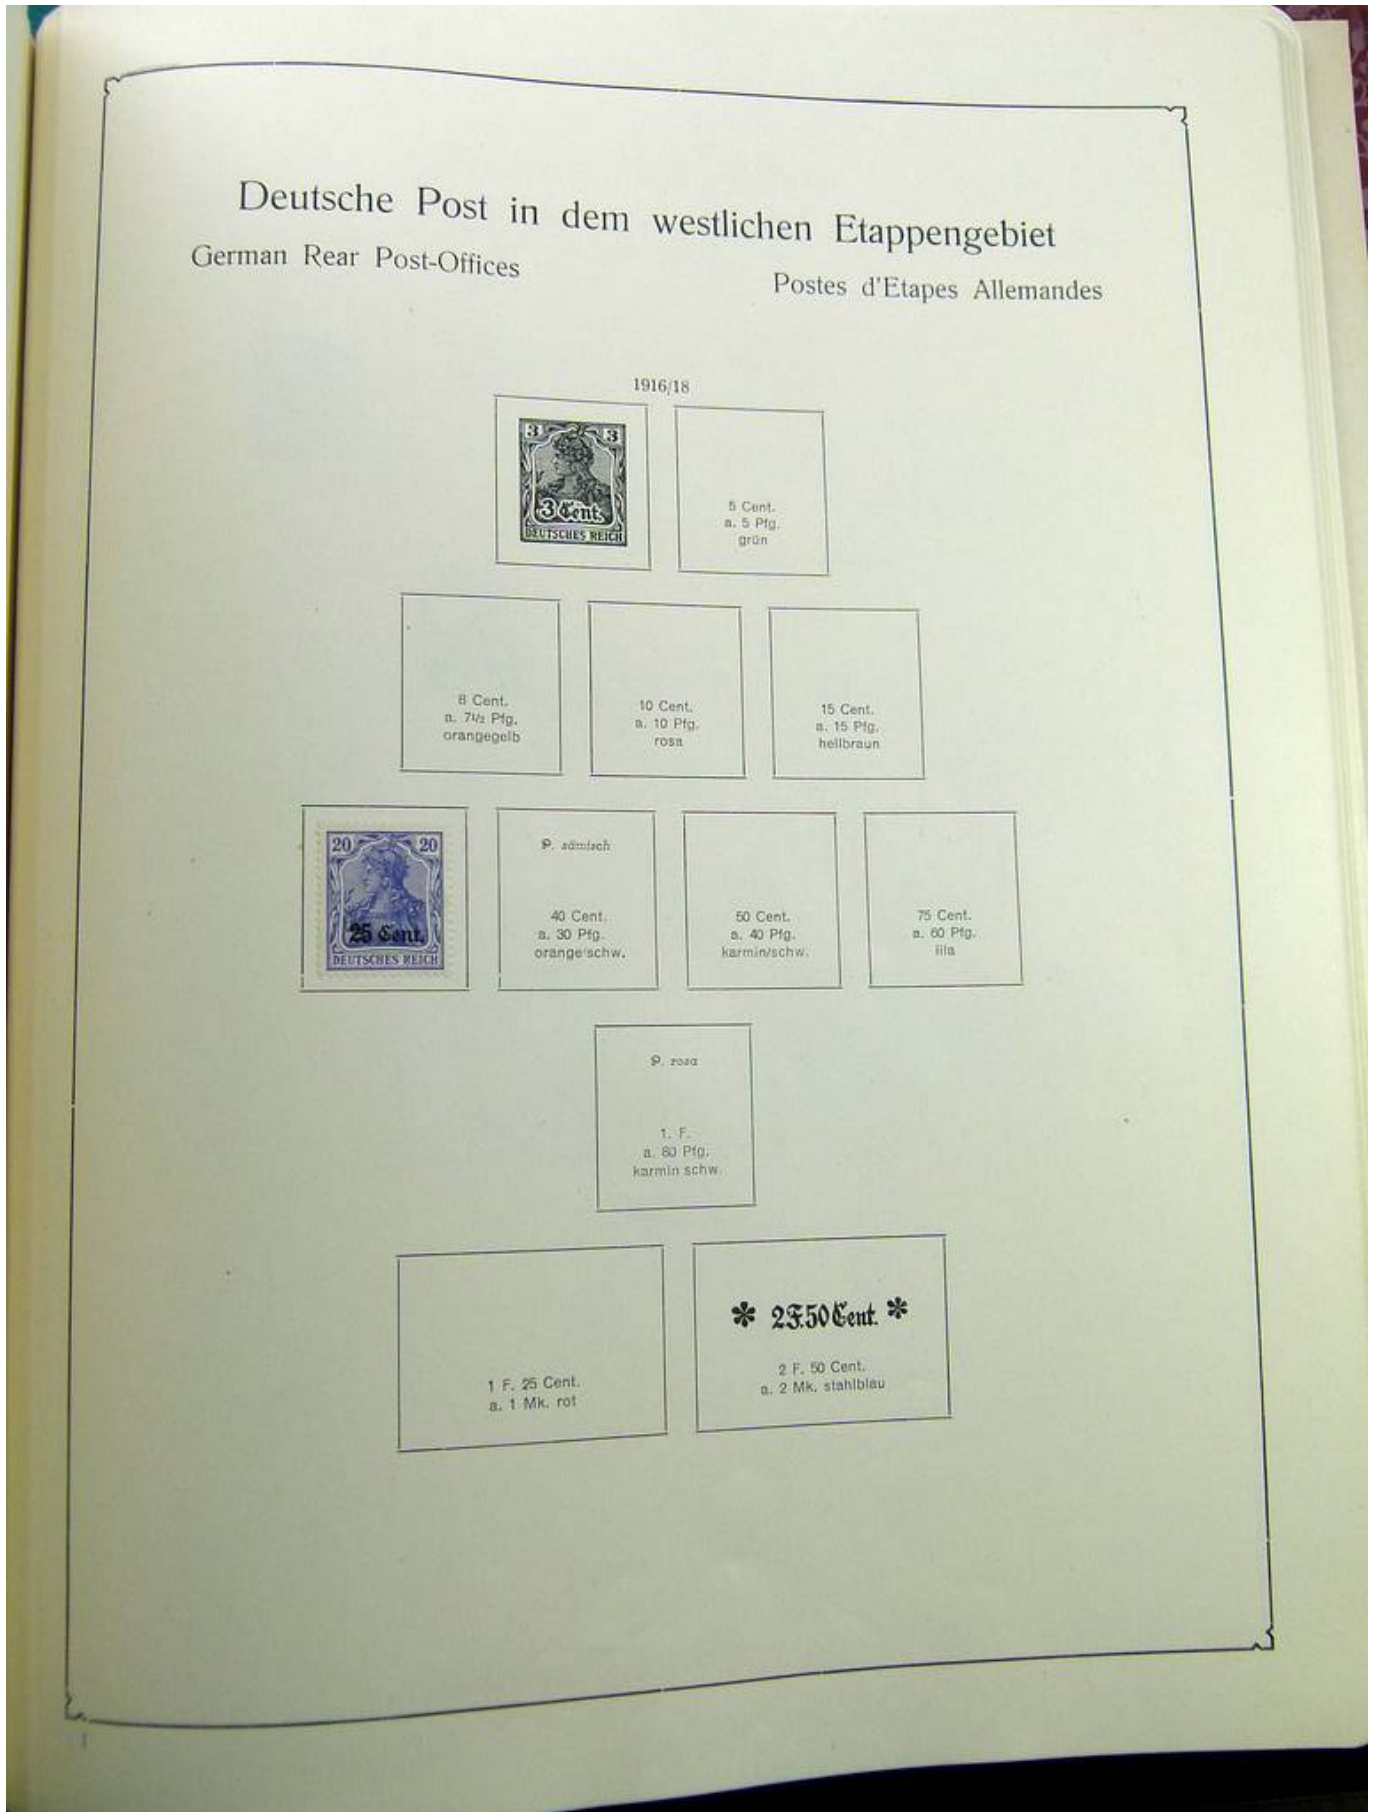 Deutsche Post in dem westlichen Etappengebiet
German Rear Post-Offices
Postes d'Etapes Allemandes
1916/18
3 3
3 Cent.
DEUTSCHES REICH
5 Cent.
a. 5 Pfg.
grün
8 Cent.
a. 7½ Pfg.
orangegelb
10 Cent.
a. 10 Pfg.
rosa
15 Cent.
a. 15 Pfg.
hellbraun
20 20
25 Cent.
DEUTSCHES REICH
P. sämisch
40 Cent.
a. 30 Pfg.
orange/schw.
50 Cent.
a. 40 Pfg.
karmin/schw.
75 Cent.
a. 60 Pfg.
lila
P. rosa
1. F.
a. 80 Pfg.
karmin schw.
1 F. 25 Cent.
a. 1 Mk. rot
* 2F.50Cent. *
2 F. 50 Cent.
a. 2 Mk. stahlblau